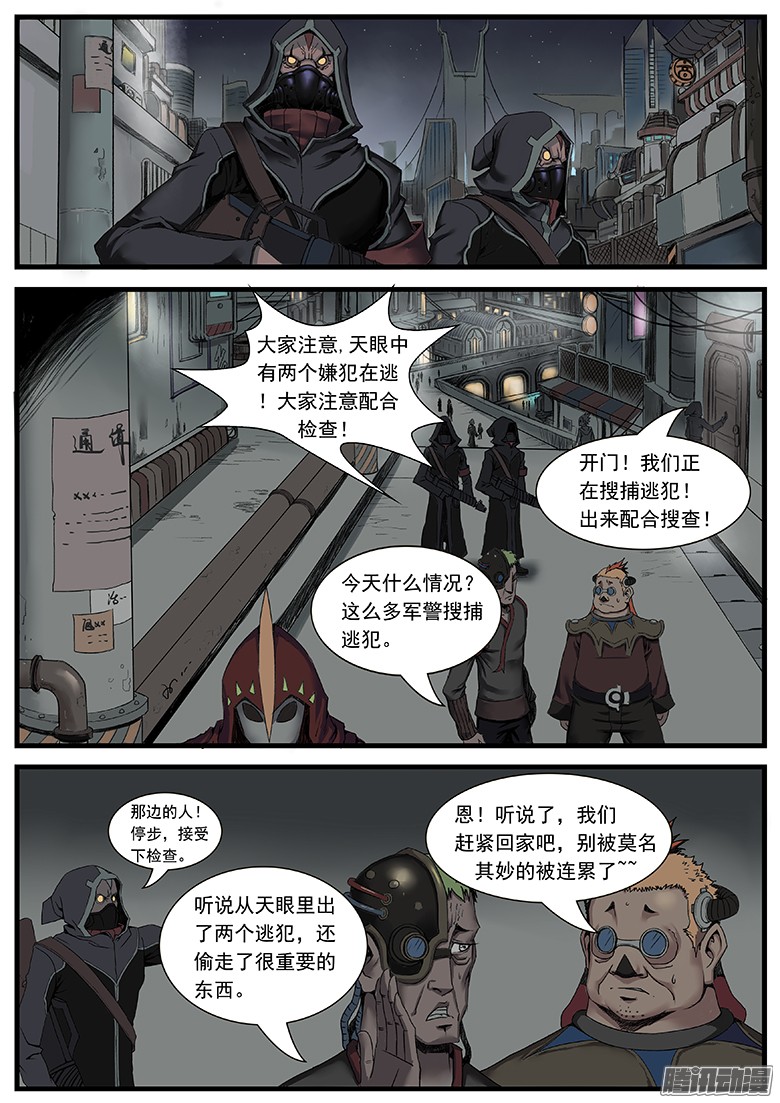 大家注意,天眼中
有两个嫌犯在逃
！大家注意配合
检查！
开门！我们正
在搜捕逃犯！
出来配合搜查！
通缉
今天什么情况？
这么多军警搜捕
逃犯。
那边的人！
停步，接受
下检查。
恩！听说了，我们
赶紧回家吧，别被莫名
其妙的被连累了~~
听说从天眼里出
了两个逃犯，还
偷走了很重要的
东西。
腾讯动漫